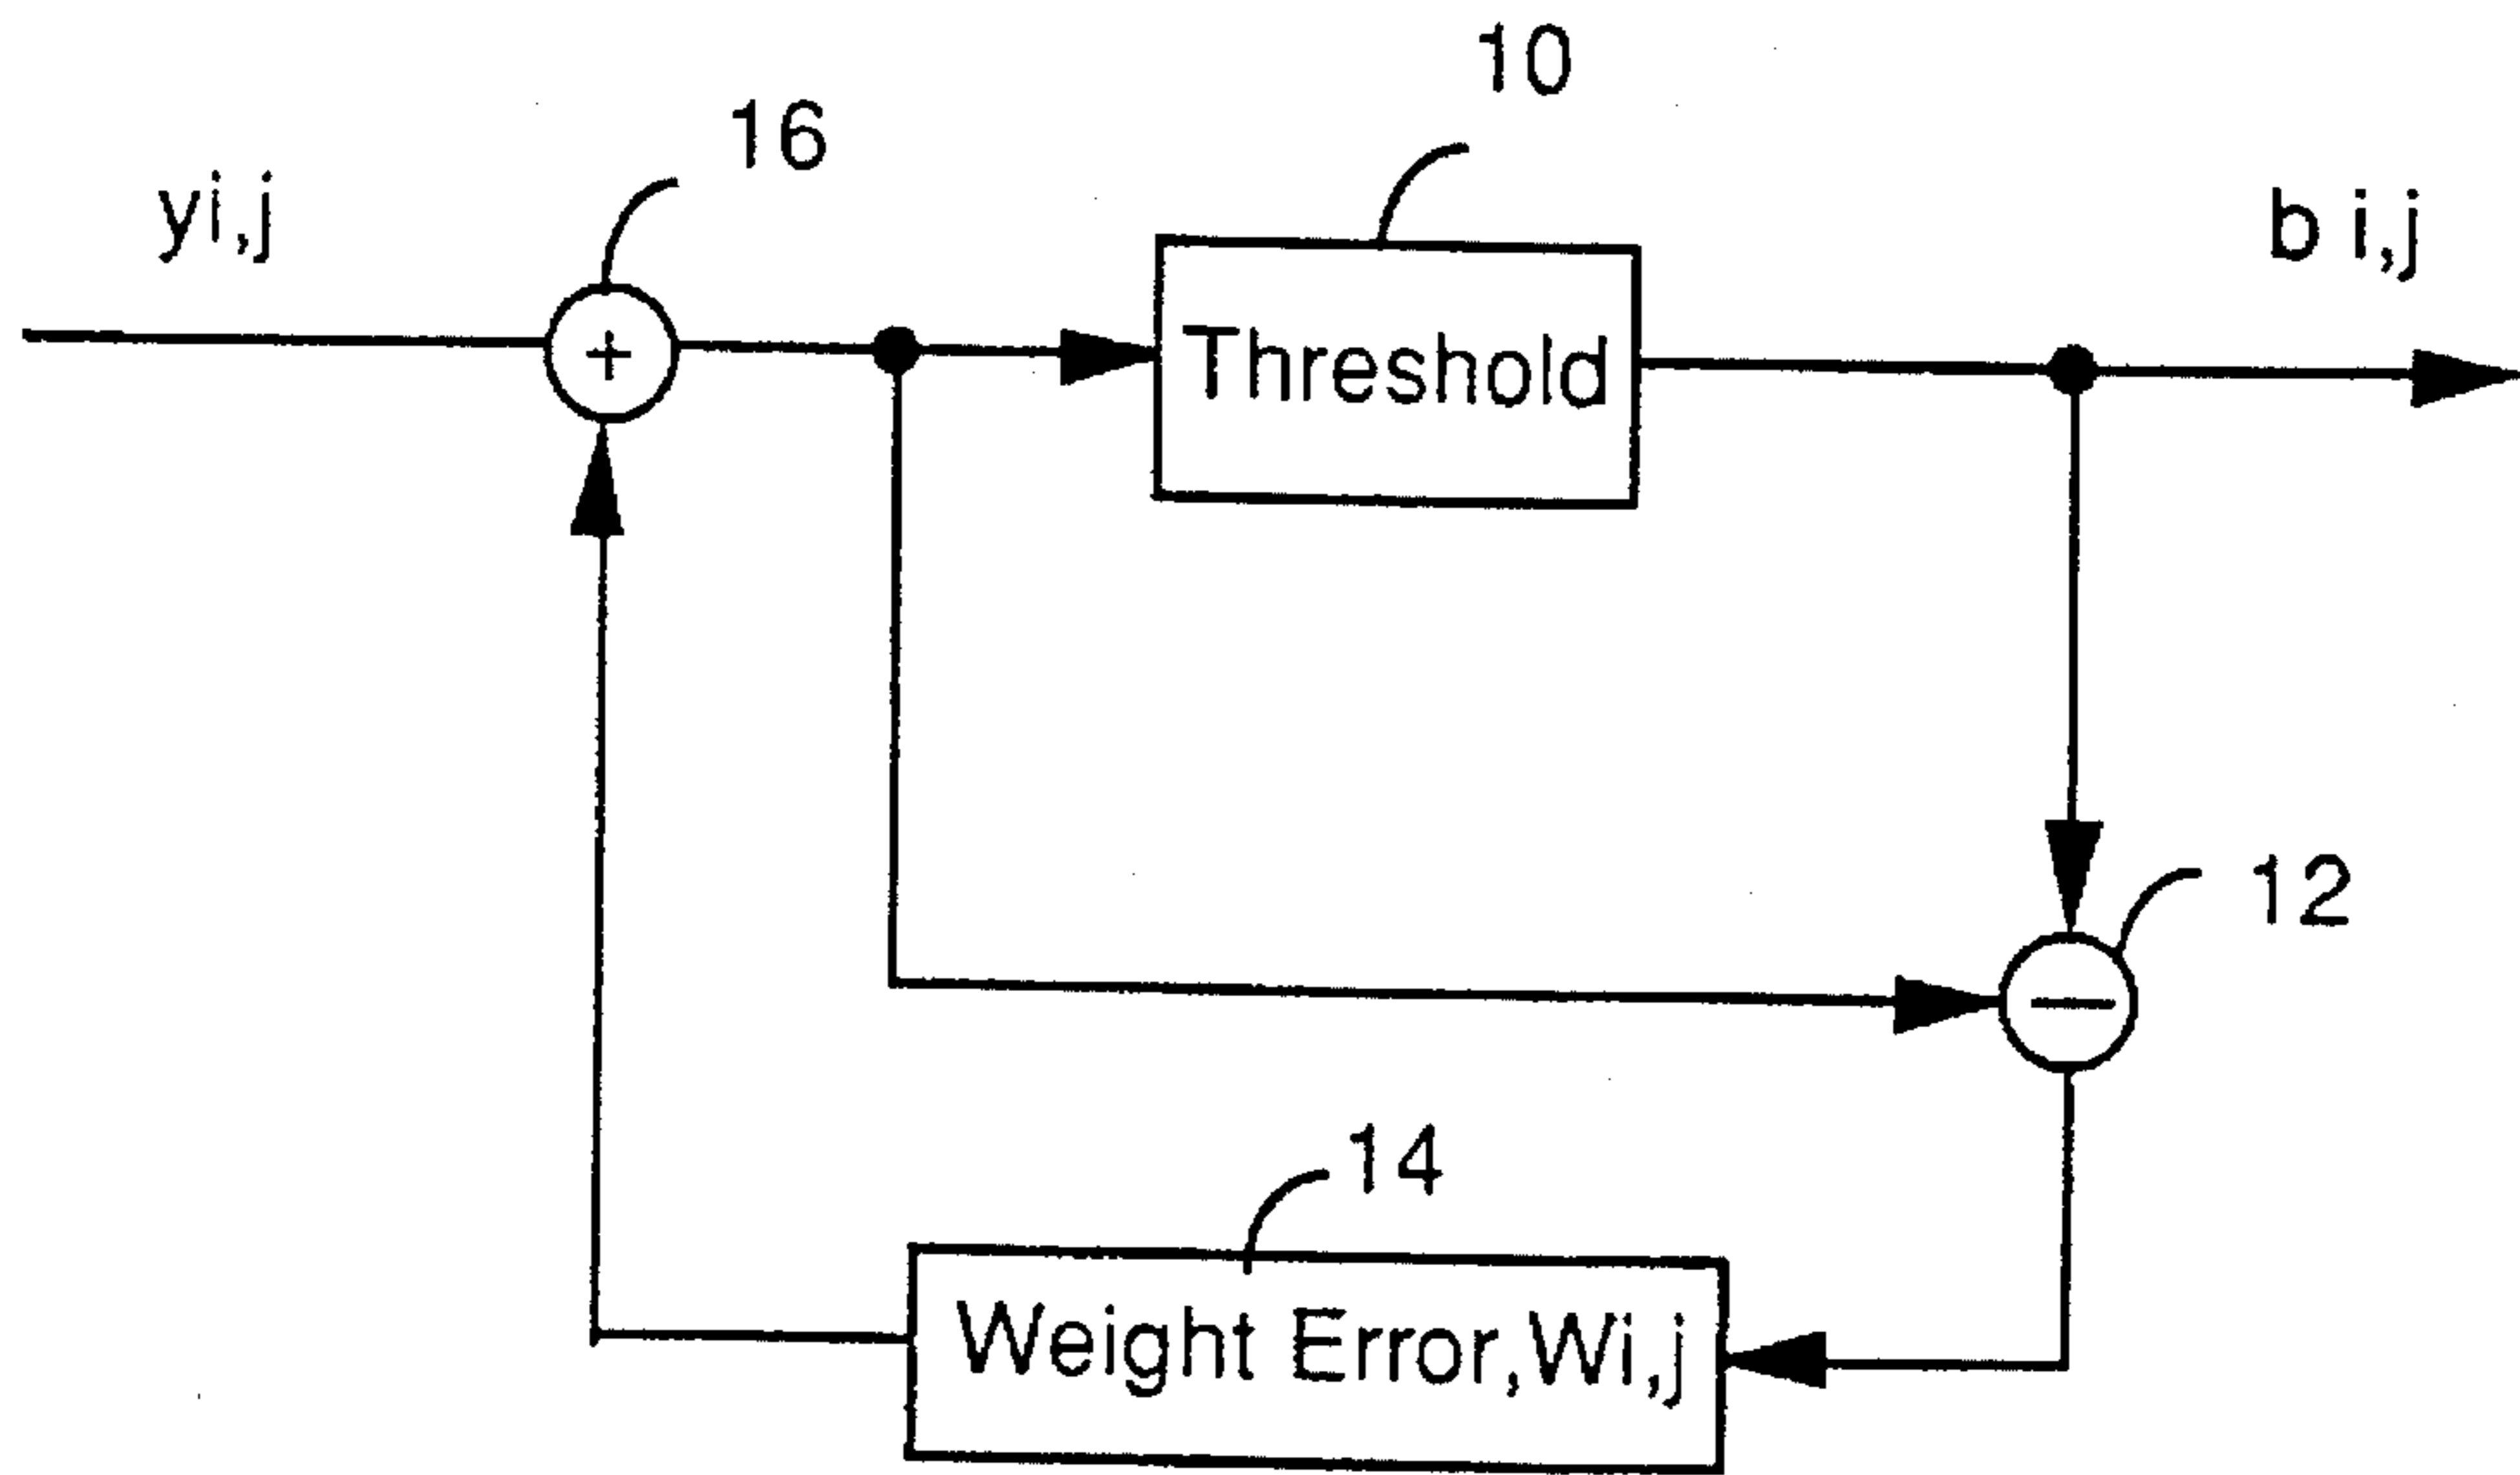 10
16
yi,j
b i,j
+
Threshold
12
—
14
Weight Error,Wi,j